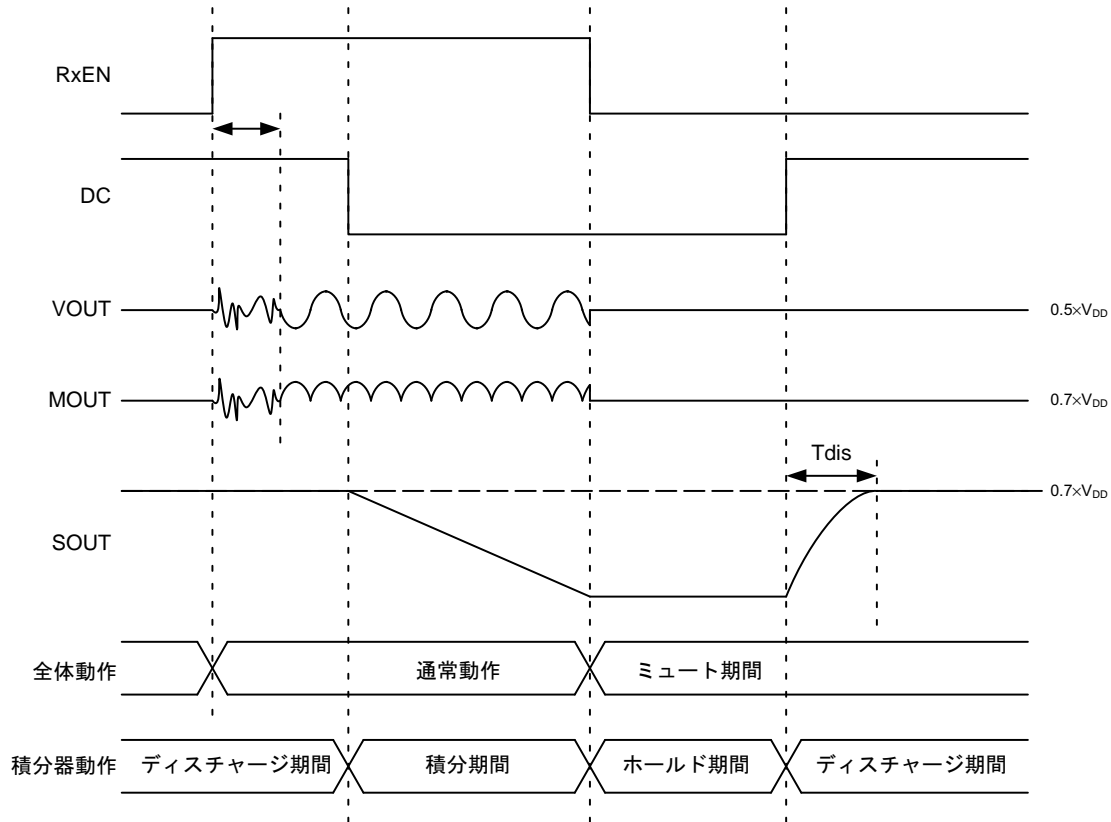 RxEN
DC
VOUT
0.5×VDD
MOUT
0.7×VDD
Tdis
0.7×VDD
SOUT
全体動作
通常動作
ミュート期間
積分器動作
ディスチャージ期間
積分期間
ホールド期間
ディスチャージ期間